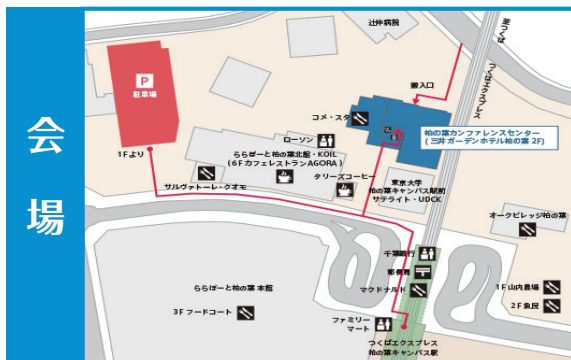 会場
辻仲病院
至つくば
つくばエクスプレス
搬入口
P
駐車場
コメ・スタ
柏の葉カンファレンスセンター
(三井ガーデンホテル柏の葉 2F)
ローソン
ららぽーと柏の葉北館・KOIL
(6FカフェレストランAGORA)
1Fより
タリーズコーヒー
サルヴァトーレ・クオモ
東京大学
柏の葉キャンパス駅前
サテライト・UDCK
オークビレッジ柏の葉
千葉銀行
郵便局
マクドナルド
ららぽーと柏の葉 本館
3Fフードコート
1F 山内農場
2F 魚民
ファミリー
マート
つくばエクスプレス
柏の葉キャンパス駅